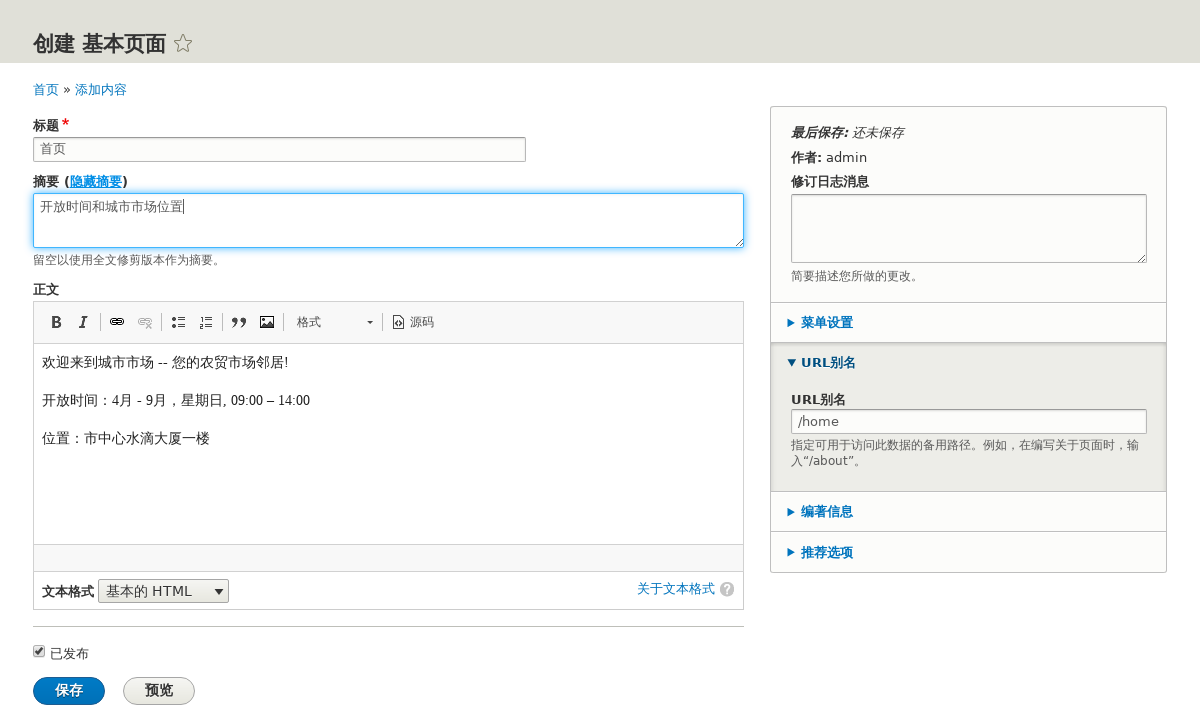 创建 基本页面
首页 » 添加内容
标题*
首页
摘要 (隐藏摘要)
开放时间和城市市场位置
留空以使用全文修剪版本作为摘要。
正文
B I 格式 源码
欢迎来到城市市场 -- 您的农贸市场邻居!
开放时间：4月 - 9月，星期日, 09:00 – 14:00
位置：市中心水滴大厦一楼
文本格式 基本的 HTML
关于文本格式 ?
已发布
保存 预览
最后保存: 还未保存
作者: admin
修订日志消息
简要描述您所做的更改。
菜单设置
URL别名
URL别名
/home
指定可用于访问此数据的备用路径。例如，在编写关于页面时，输
入“/about”。
编著信息
推荐选项